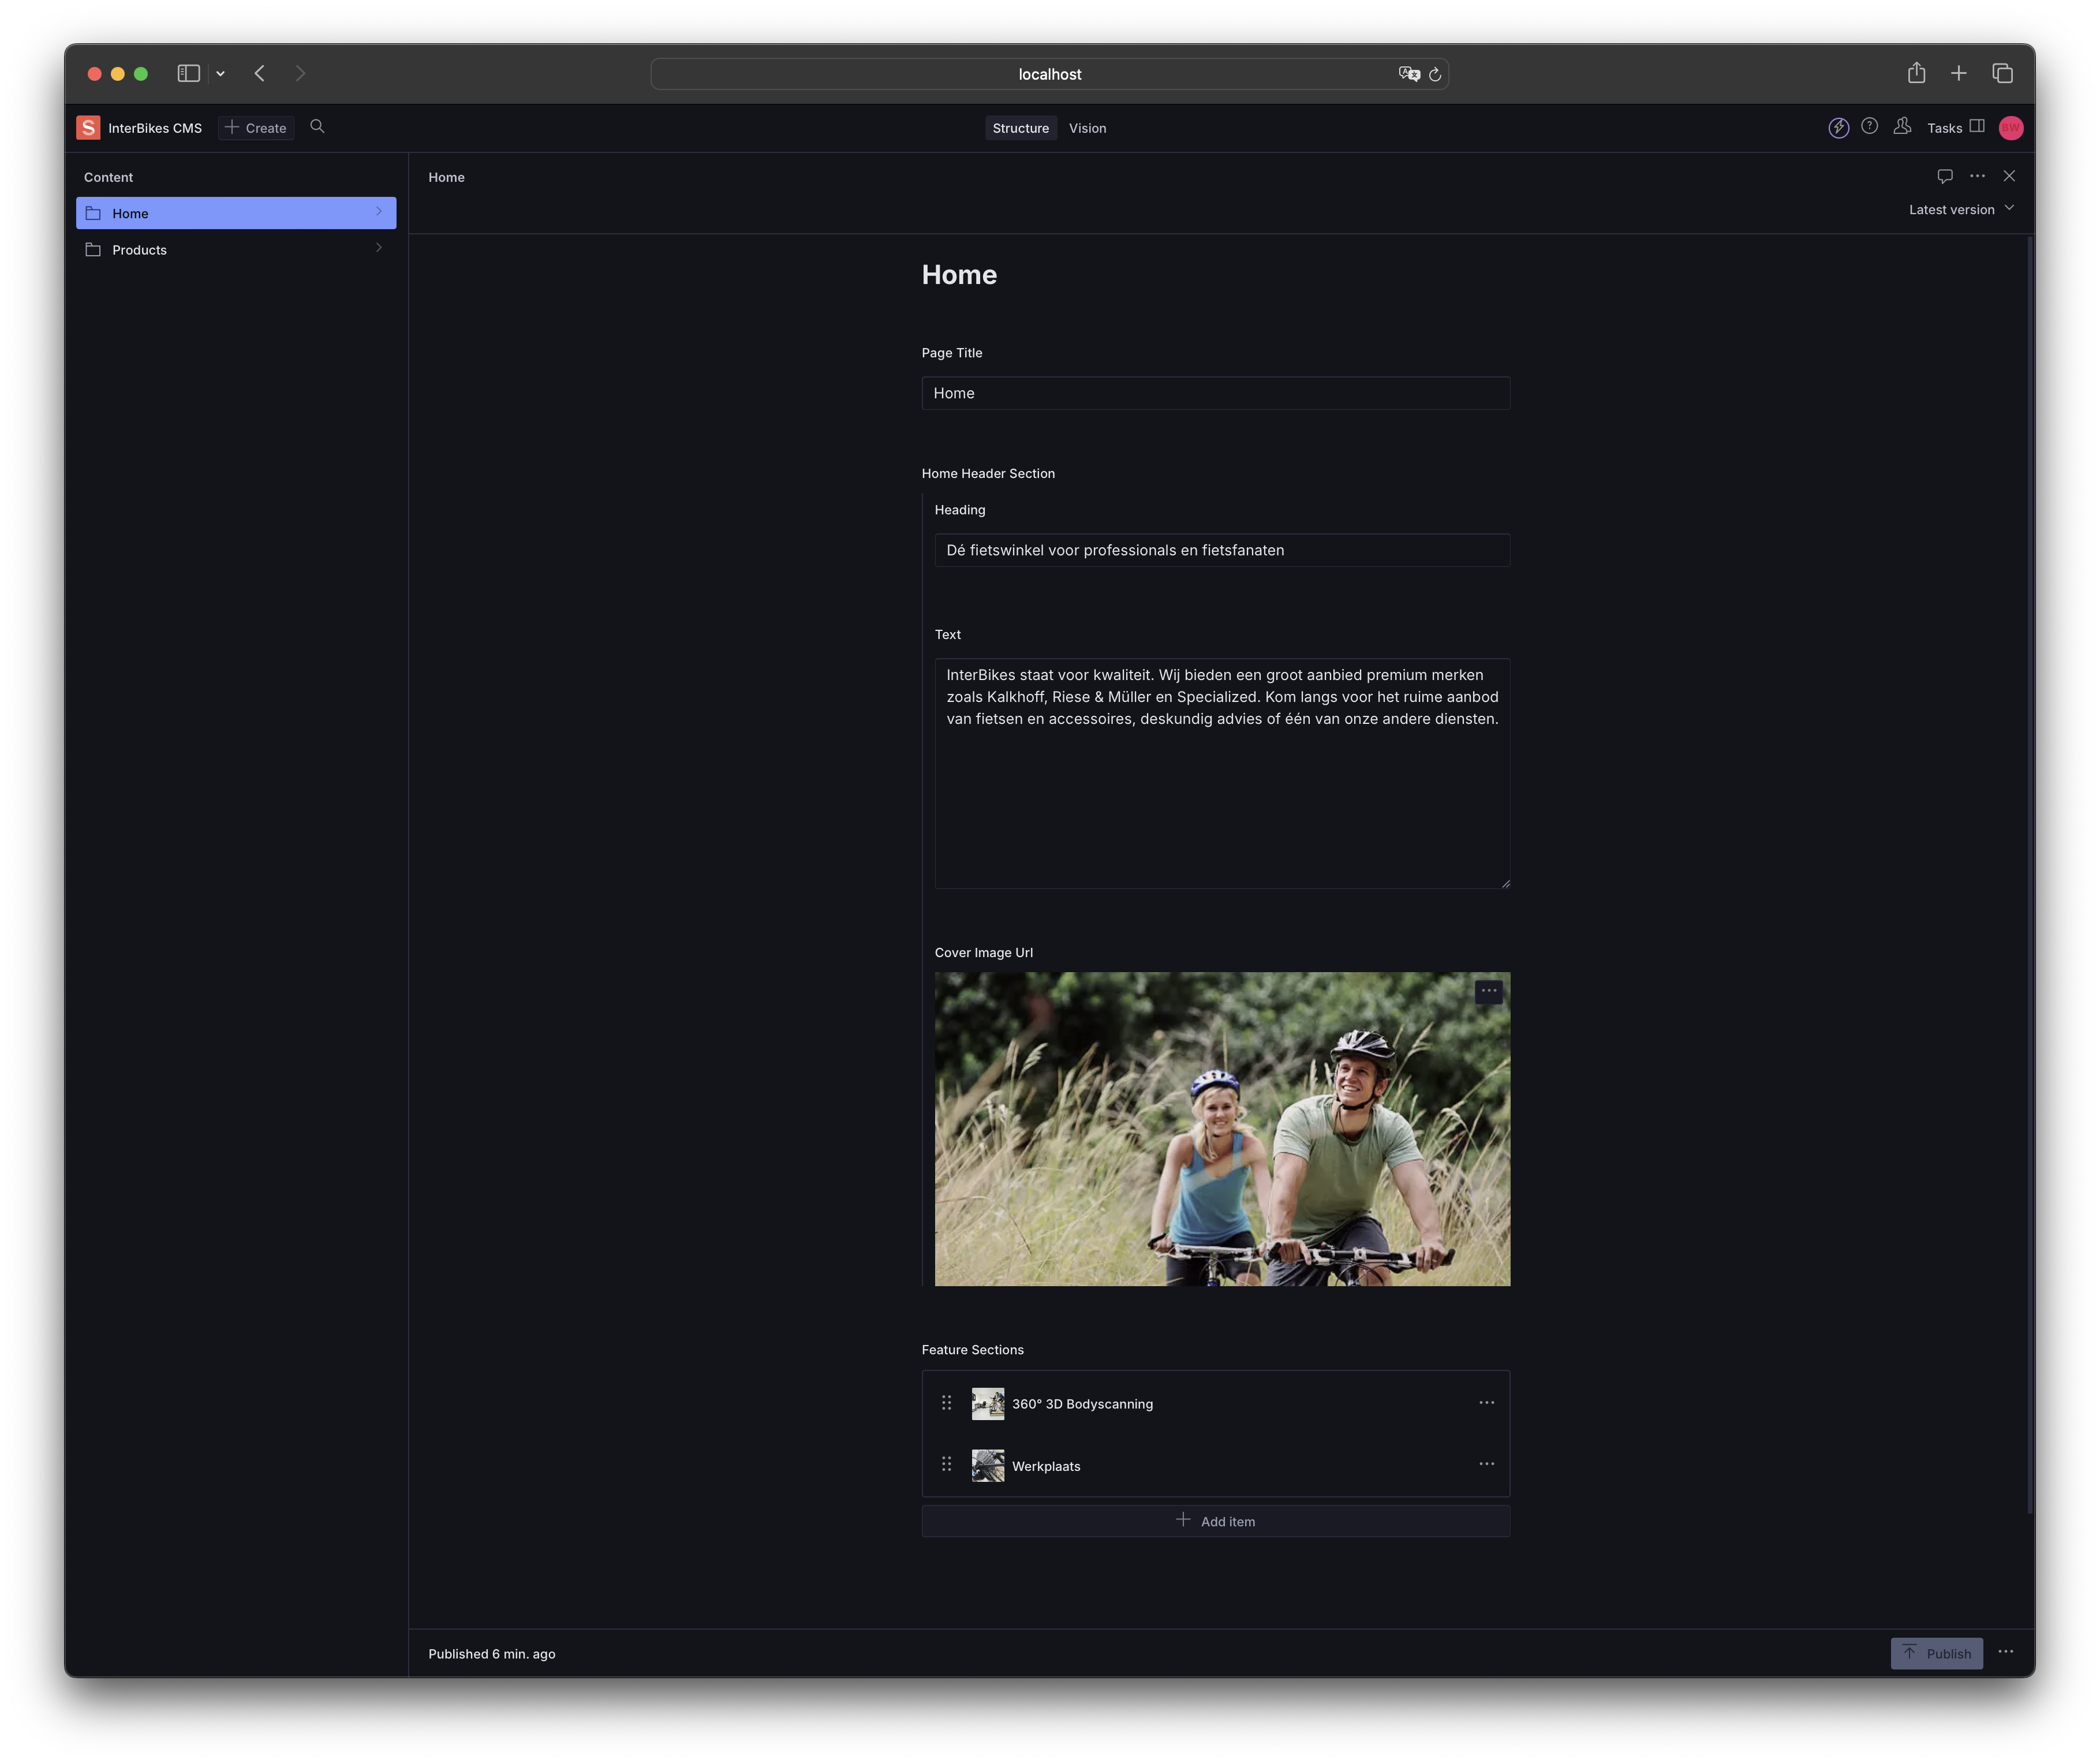 localhost
S InterBikes CMS
Create
Structure
Vision
Tasks
BW
Content
Home
Products
Home
Latest version
Home
Page Title
Home
Home Header Section
Heading
Dé fietswinkel voor professionals en fietsfanaten
Text
InterBikes staat voor kwaliteit. Wij bieden een groot aanbied premium merken
zoals Kalkhoff, Riese & Müller en Specialized. Kom langs voor het ruime aanbod
van fietsen en accessoires, deskundig advies of één van onze andere diensten.
Cover Image Url
Feature Sections
360° 3D Bodyscanning
Werkplaats
Add item
Published 6 min. ago
Publish